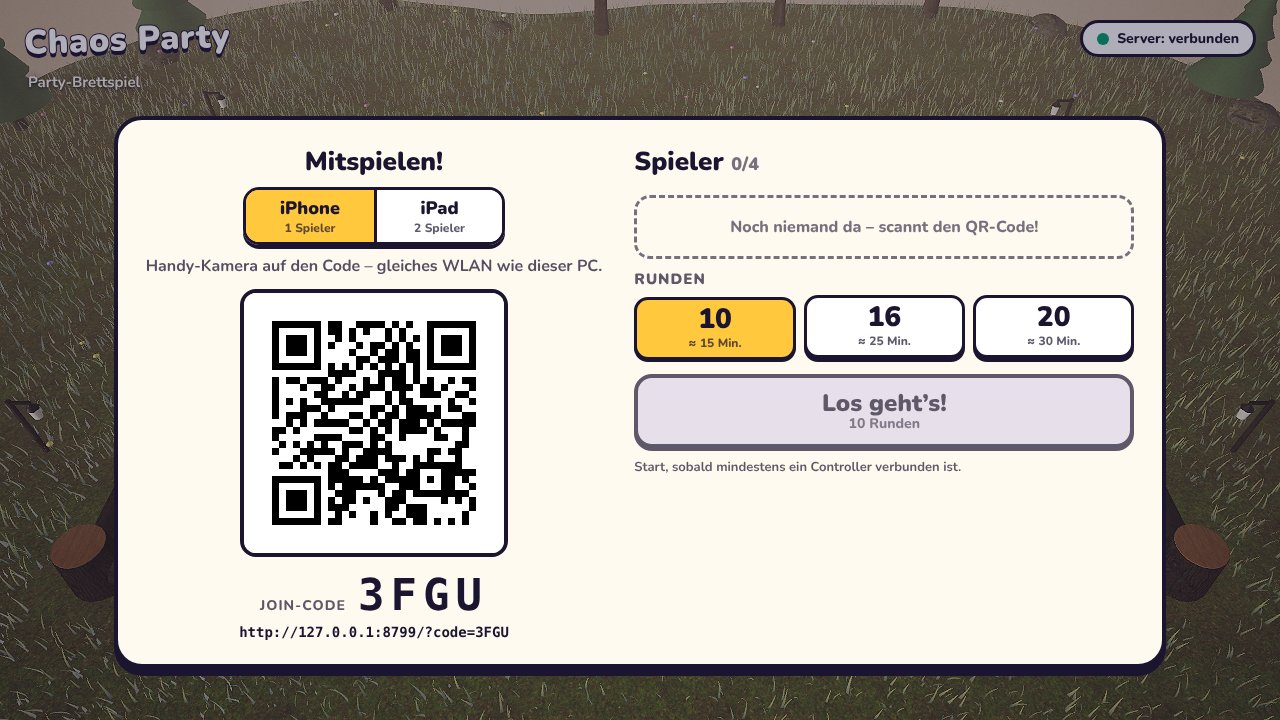 Chaos Party
Party-Brettspiel
Server: verbunden
Mitspielen!
iPhone
1 Spieler
iPad
2 Spieler
Handy-Kamera auf den Code – gleiches WLAN wie dieser PC.
JOIN-CODE 3FGU
http://127.0.0.1:8799/?code=3FGU
Spieler 0/4
Noch niemand da – scannt den QR-Code!
RUNDEN
10
≈ 15 Min.
16
≈ 25 Min.
20
≈ 30 Min.
Los geht’s!
10 Runden
Start, sobald mindestens ein Controller verbunden ist.